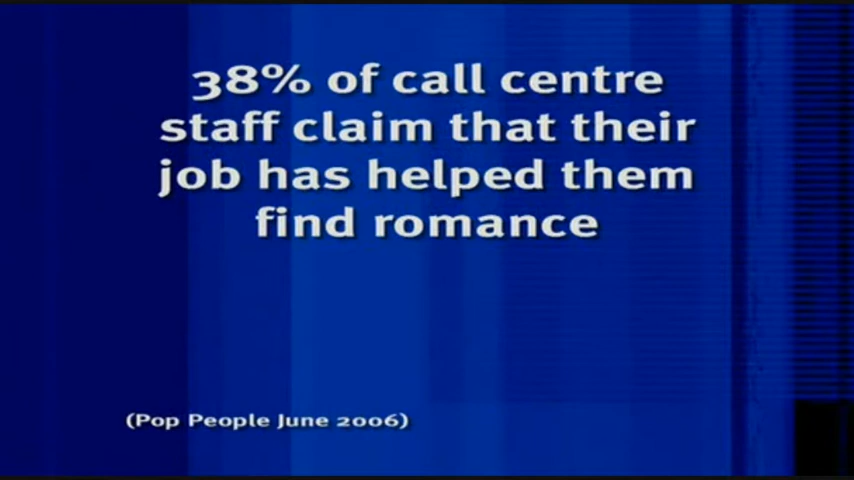 38% of call centre
staff claim that their
job has helped them
find romance
(Pop People June 2006)